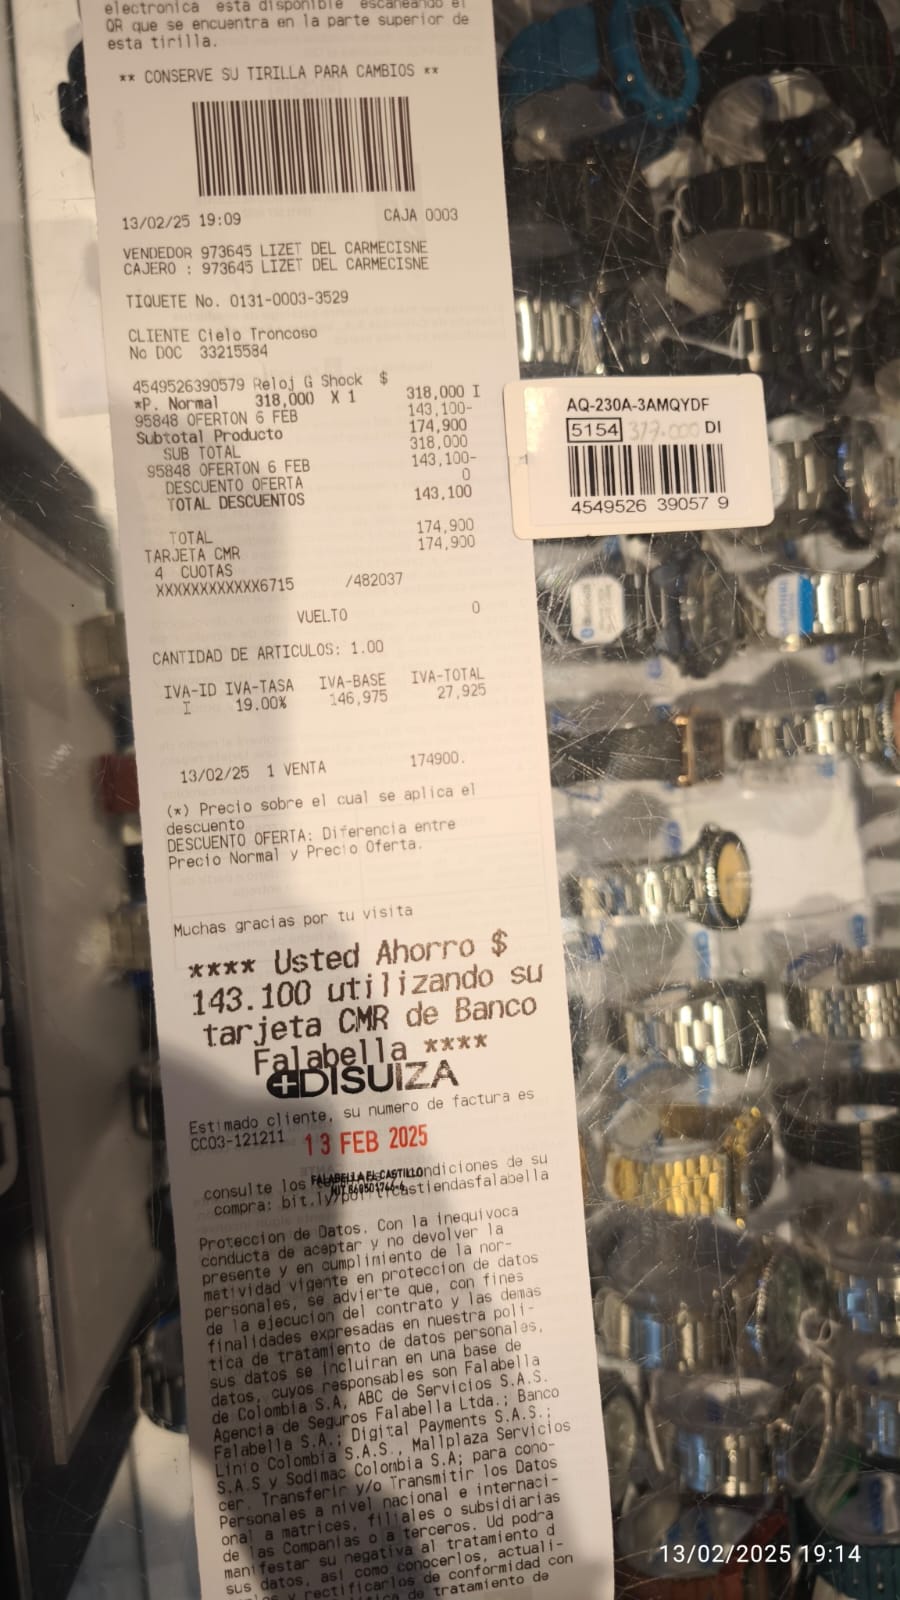 electronica esta disponible escaneando el
QR que se encuentra en la parte superior de
esta tirilla.
** CONSERVE SU TIRILLA PARA CAMBIOS **
13/02/25 19:09 CAJA 0003
VENDEDOR 973645 LIZET DEL CARMECISNE
CAJERO : 973645 LIZET DEL CARMECISNE
TIQUETE No. 0131-0003-3529
CLIENTE Cielo Troncoso
No DOC 33215584
4549526390579 Reloj G Shock $
*P. Normal 318,000 X 1 318,000 I
95848 OFERTON 6 FEB 143,100-
Subtotal Producto 174,900
SUB TOTAL 318,000
95848 OFERTON 6 FEB 143,100-
DESCUENTO OFERTA 0
TOTAL DESCUENTOS 143,100
TOTAL 174,900
TARJETA CMR 174,900
4 CUOTAS
XXXXXXXXXXXX6715 /482037
VUELTO 0
CANTIDAD DE ARTICULOS: 1.00
IVA-ID IVA-TASA IVA-BASE IVA-TOTAL
I 19.00% 146,975 27,925
13/02/25 1 VENTA 174900.
(*) Precio sobre el cual se aplica el
descuento
DESCUENTO OFERTA: Diferencia entre
Precio Normal y Precio Oferta.
Muchas gracias por tu visita
**** Usted Ahorro $
143.100 utilizando su
tarjeta CMR de Banco
Falabella ****
DISUIZA
Estimado cliente, su numero de factura es
CC03-121211
13 FEB 2025
FALABELLA EL CASTILLO
consulte los condiciones de su
compra: bit.ly/politicastiendasfalabella
Proteccion de Datos. Con la inequivoca
conducta de aceptar y no devolver la
presente y en cumplimiento de la nor-
matividad vigente en proteccion de datos
personales, se advierte que, con fines
de la ejecucion del contrato y las demas
finalidades expresadas en nuestra poli-
tica de tratamiento de datos personales,
sus datos se incluiran en una base de
datos, cuyos responsables son Falabella
de Colombia S.A, ABC de Servicios S.A.S.
Agencia de Seguros Falabella Ltda.; Banco
Falabella S.A.; Digital Payments S.A.S.;
Linio Colombia S.A.S., Mallplaza Servicios
S.A.S y Sodimac Colombia S.A; para cono-
cer, Transferir y/o Transmitir los Datos
Personales a nivel nacional e internaci-
onal a matrices, filiales o subsidiarias
de las Companias o a terceros. Ud podra
manifestar su negativa al tratamiento d
sus datos, asi como conocerlos, actuali-
y rectificarlos de conformidad con
de tratamiento de
AQ-230A-3AMQYDF
5154 377.000 DI
4549526 39057 9
13/02/2025 19:14